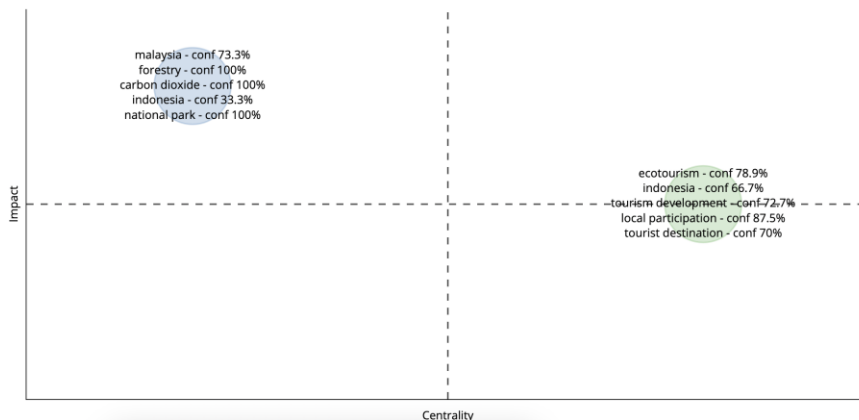 malaysia - conf 73.3%
forestry - conf 100%
carbon dioxide - conf 100%
indonesia - conf 33.3%
national park - conf 100%
ecotourism - conf 78.9%
indonesia - conf 66.7%
tourism development - conf 72.7%
local participation - conf 87.5%
tourist destination - conf 70%
Impact
Centrality